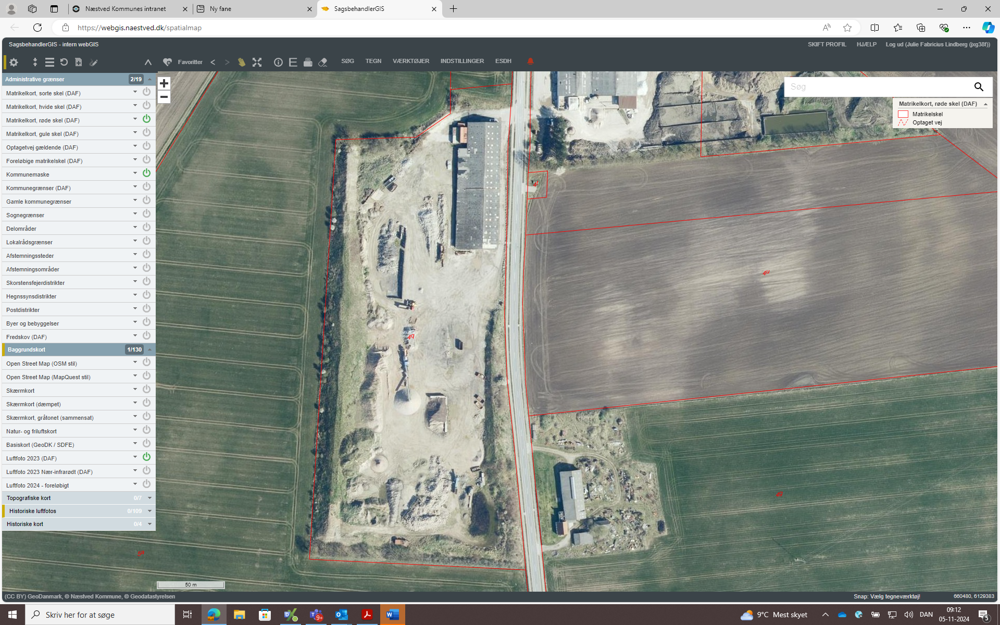 Næstved Kommunes intranet
Ny fane
SagsbehandlerGIS
https://webgis.naestved.dk/spatialmap
SagsbehandlerGIS - intern webGIS
SKIFT PROFIL
HJÆLP
Log ud (Julie Fabricius Lindberg (jxg38f))
Favoritter
SØG
TEGN
VÆRKTØJER
INDSTILLINGER
ESDH
Administrative grænser 2/19
Matrikelkort, sorte skel (DAF)
Matrikelkort, hvide skel (DAF)
Matrikelkort, røde skel (DAF)
Matrikelkort, gule skel (DAF)
Optagetvej gældende (DAF)
Foreløbige matrikelskel (DAF)
Kommunemaske
Kommunegrænser (DAF)
Gamle kommunegrænser
Sognegrænser
Delområder
Lokalrådsgrænser
Afstemningssteder
Afstemningsområder
Skorstensfejerdistrikter
Hegnssynsdistrikter
Postdistrikter
Byer og bebyggelser
Fredskov (DAF)
Baggrundskort 1/130
Open Street Map (OSM stil)
Open Street Map (MapQuest stil)
Skærmkort
Skærmkort (dæmpet)
Skærmkort, gråtonet (sammensat)
Natur- og friluftskort
Basiskort (GeoDK / SDFE)
Luftfoto 2023 (DAF)
Luftfoto 2023 Nær-infrarødt (DAF)
Luftfoto 2024 - foreløbigt
Topografiske kort 0/7
Historiske luftfotos 0/109
Historiske kort 0/4
Søg
Matrikelkort, røde skel (DAF)
Matrikelskel
Optaget vej
4u
4q
50 m
(CC BY) GeoDanmark, © Næstved Kommune, © Geodatastyrelsen
Snap: Vælg tegneværktøj!
660480, 6129383
Skriv her for at søge
9+
9°C Mest skyet
DAN
09:12
05-11-2024
5